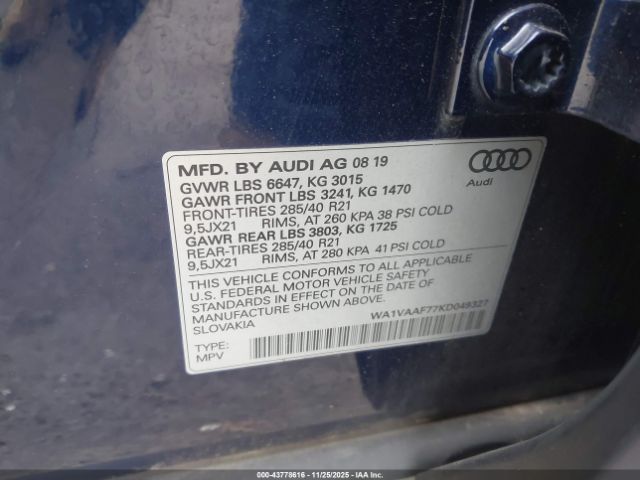 MFD. BY AUDI AG 08 19
GVWR LBS 6647, KG 3015
GAWR FRONT LBS 3241, KG 1470
FRONT-TIRES 285/40 R21
9,5JX21 RIMS, AT 260 KPA 38 PSI COLD
GAWR REAR LBS 3803, KG 1725
REAR-TIRES 285/40 R21
9,5JX21 RIMS, AT 280 KPA 41 PSI COLD
Audi
THIS VEHICLE CONFORMS TO ALL APPLICABLE
U.S. FEDERAL MOTOR VEHICLE SAFETY
STANDARDS IN EFFECT ON THE DATE OF
MANUFACTURE SHOWN ABOVE.
SLOVAKIA
WA1VAAF77KD049327
TYPE:
MPV
000-43778616 - 11/25/2025 - IAAI.COM